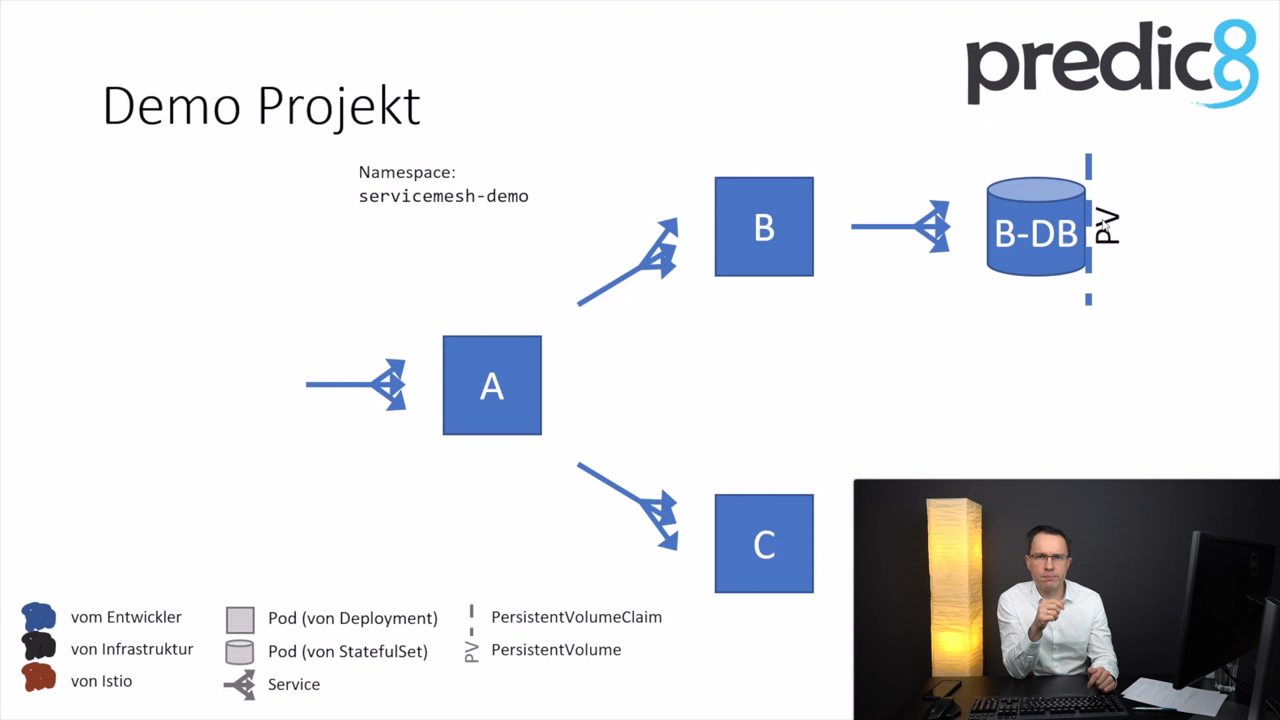 predic8
Demo Projekt
Namespace:
servicemesh-demo
B
B-DB
PV
A
C
vom Entwickler
von Infrastruktur
von Istio
Pod (von Deployment)
Pod (von StatefulSet)
Service
PersistentVolumeClaim
PV
PersistentVolume